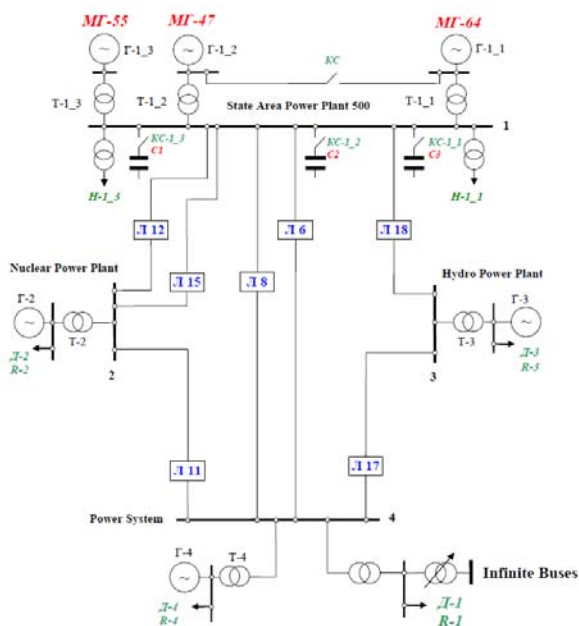 МГ-55
МГ-47
МГ-64
Г-1_3
Г-1_2
Г-1_1
КС
Т-1_3
Т-1_2
Т-1_1
State Area Power Plant 500
1
КС-1_3
C1
КС-1_2
C2
КС-1_1
C3
Н-1_3
Н-1_1
Л 12
Л 6
Л 18
Nuclear Power Plant
Л 15
Л 8
Hydro Power Plant
Г-2
Т-2
Д-2
R-2
2
Г-3
Т-3
Д-3
R-3
3
Л 11
Л 17
Power System
4
Г-4
Т-4
Д-4
R-4
Infinite Buses
Д-1
R-1